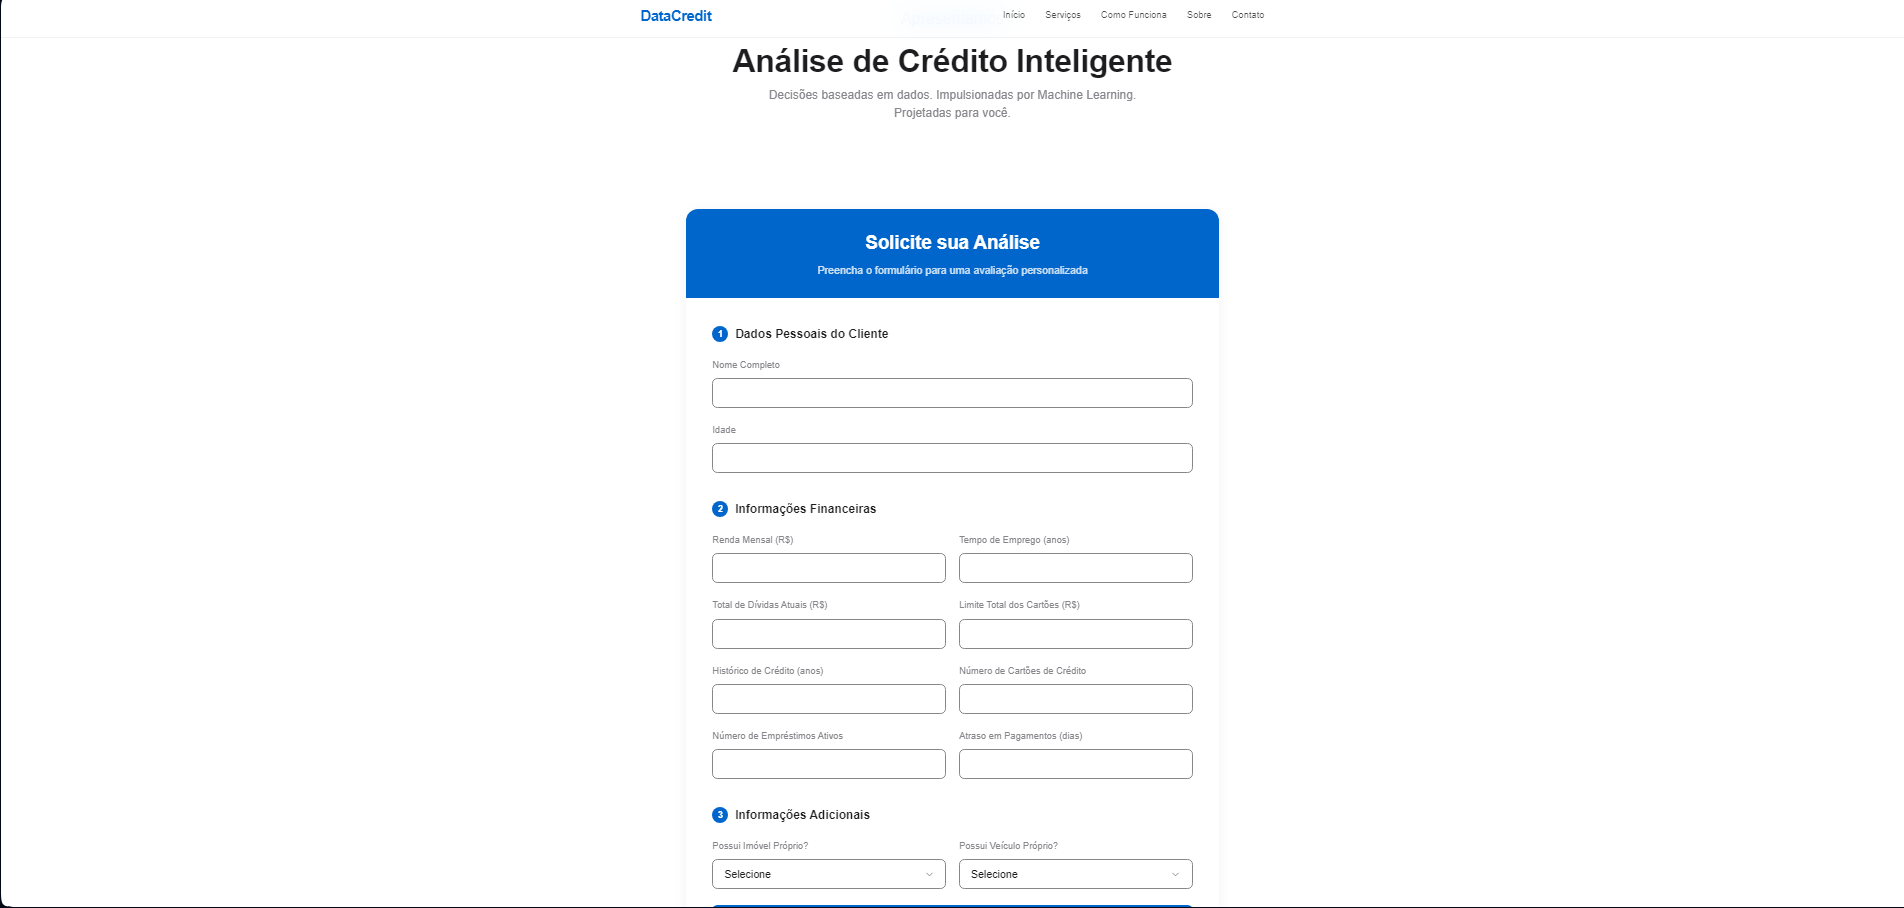 DataCredit
Início Serviços Como Funciona Sobre Contato
Análise de Crédito Inteligente
Decisões baseadas em dados. Impulsionadas por Machine Learning.
Projetadas para você.
Solicite sua Análise
Preencha o formulário para uma avaliação personalizada
1 Dados Pessoais do Cliente
Nome Completo
Idade
2 Informações Financeiras
Renda Mensal (R$) Tempo de Emprego (anos)
Total de Dívidas Atuais (R$) Limite Total dos Cartões (R$)
Histórico de Crédito (anos) Número de Cartões de Crédito
Número de Empréstimos Ativos Atraso em Pagamentos (dias)
3 Informações Adicionais
Possui Imóvel Próprio? Possui Veículo Próprio?
Selecione Selecione